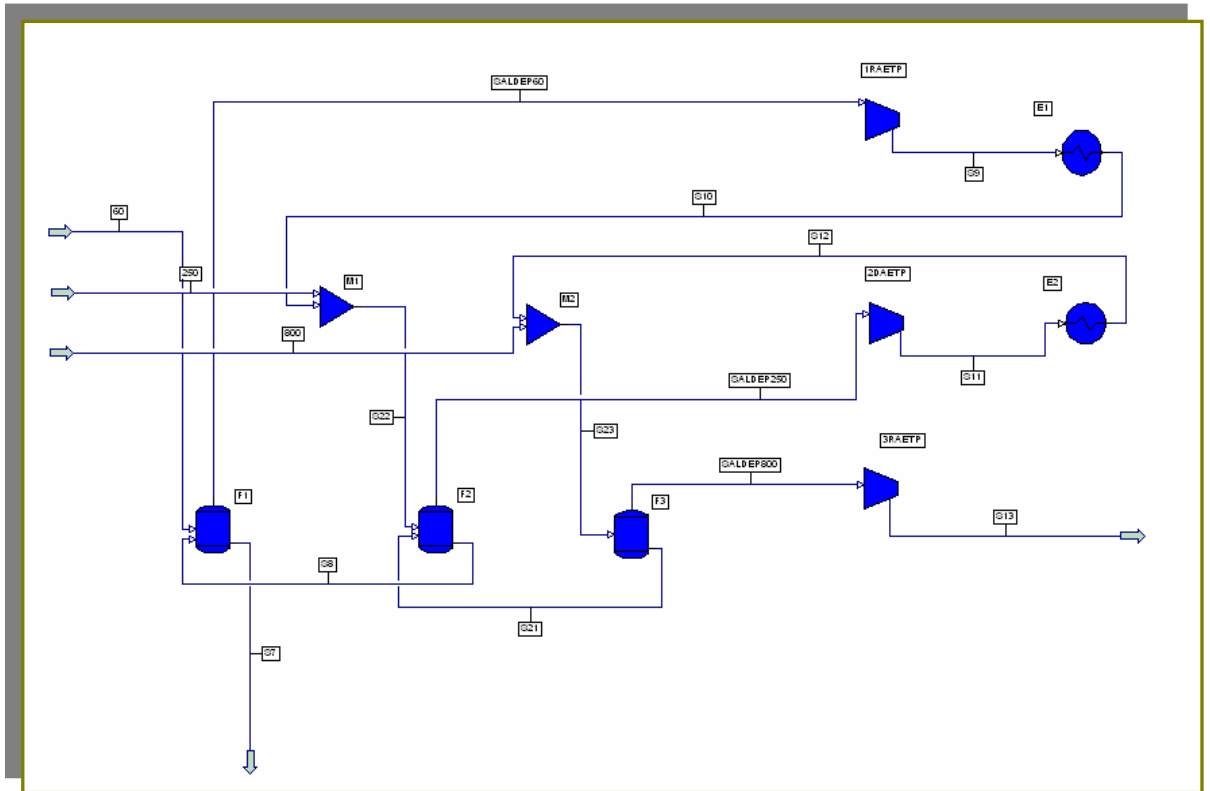 1RAETP
SALDEP60
E1
S9
S10
60
S12
250
2DAETP
M1
E2
M2
800
S11
SALDEP250
S22
S23
3RAETP
SALDEP800
F1
F2
F3
S13
S8
S21
S7